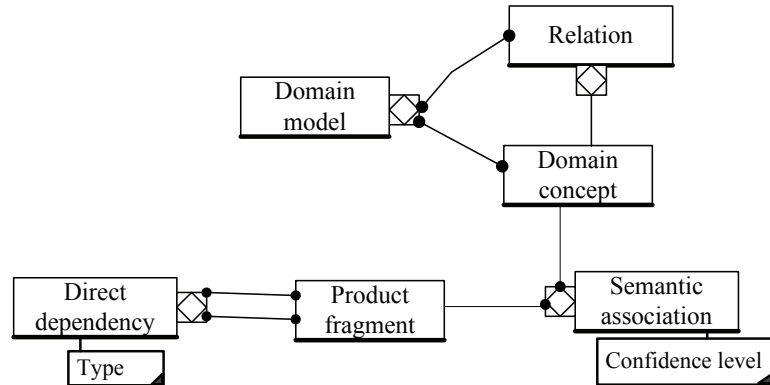 Relation
Domain
model
Domain
concept
Direct
dependency
Product
fragment
Semantic
association
Type
Confidence level